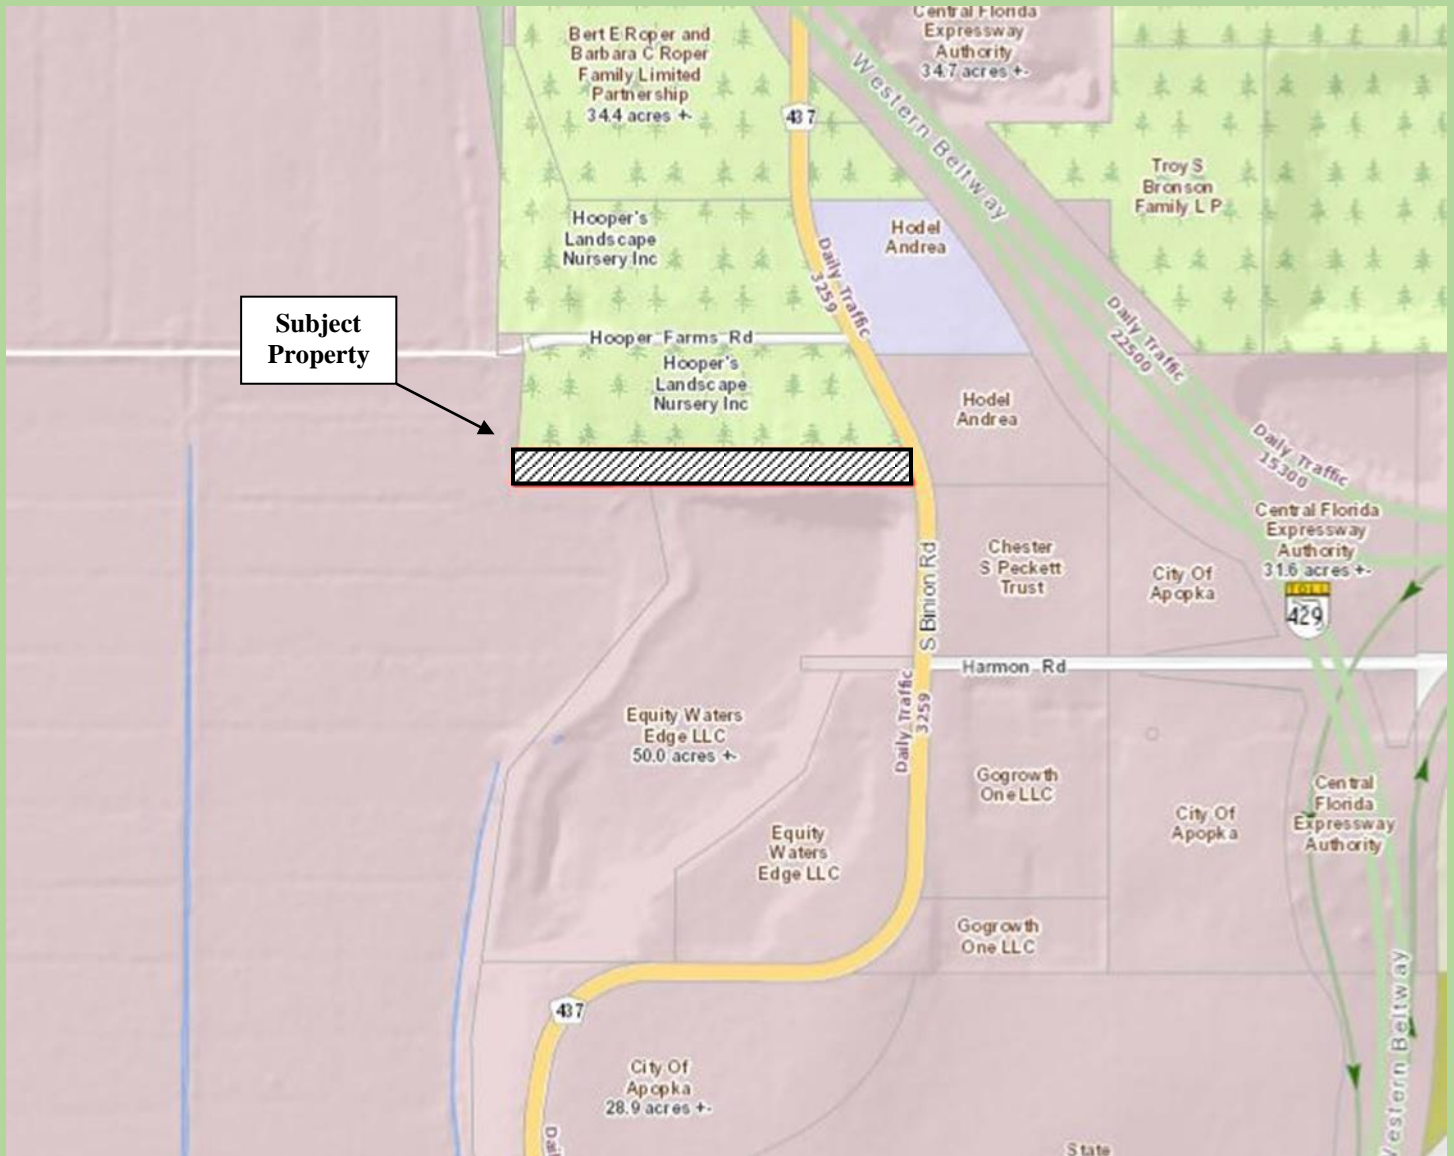 Bert E Roper and
Barbara C Roper
Family Limited
Partnership
34.4 acres +-
Central Florida
Expressway
Authority
34.7 acres +-
Western Beltway
437
Troy S
Bronson
Family L P
Hooper's
Landscape
Nursery Inc
Hodel
Andrea
Daily Traffic
3259
Subject
Property
Hooper Farms Rd
Hooper's
Landscape
Nursery Inc
Daily Traffic
22500
Hodel
Andrea
Daily Traffic
15300
Central Florida
Expressway
Authority
31.6 acres +-
TOLL
429
S Binion Rd
Chester
S Peckett
Trust
City Of
Apopka
Harmon Rd
Daily Traffic
3259
Equity Waters
Edge LLC
50.0 acres +-
Gogrowth
One LLC
City Of
Apopka
Central
Florida
Expressway
Authority
Equity
Waters
Edge LLC
Gogrowth
One LLC
437
Western Beltway
City Of
Apopka
28.9 acres +-
Dail
State